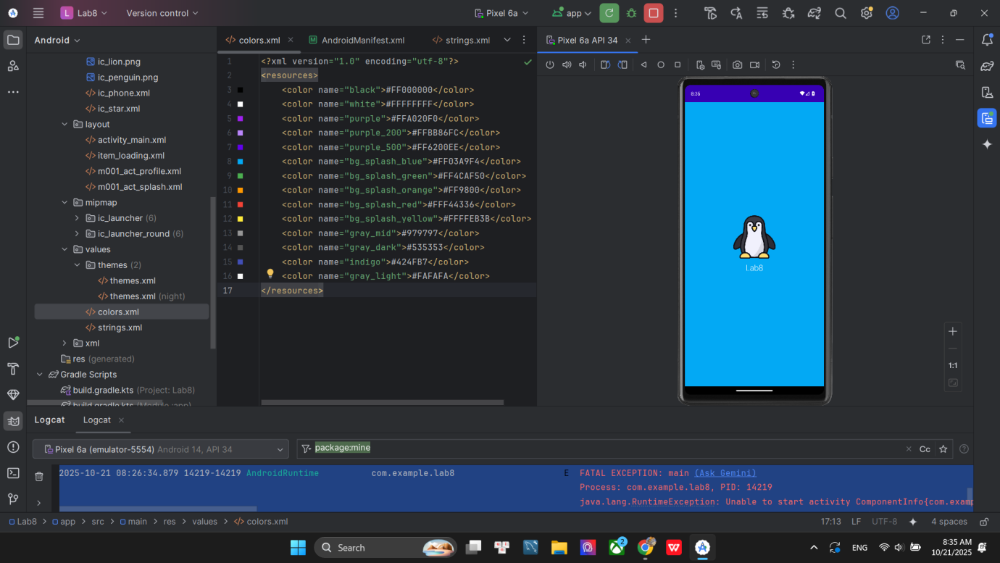 L Lab8 Version control Pixel 6a app
Android
colors.xml AndroidManifest.xml strings.xml
Pixel 6a API 34
ic_lion.png
ic_penguin.png
ic_phone.xml
ic_star.xml
layout
activity_main.xml
item_loading.xml
m001_act_profile.xml
m001_act_splash.xml
mipmap
ic_launcher (6)
ic_launcher_round (6)
values
themes (2)
themes.xml
themes.xml (night)
colors.xml
strings.xml
xml
res (generated)
Gradle Scripts
build.gradle.kts (Project: Lab8)
build.gradle.kts (Module :app)
1 <?xml version="1.0" encoding="utf-8"?>
2 <resources>
3 <color name="black">#FF000000</color>
4 <color name="white">#FFFFFFFF</color>
5 <color name="purple">#FFA020F0</color>
6 <color name="purple_200">#FFBB86FC</color>
7 <color name="purple_500">#FF6200EE</color>
8 <color name="bg_splash_blue">#FF03A9F4</color>
9 <color name="bg_splash_green">#FF4CAF50</color>
10 <color name="bg_splash_orange">#FF9800</color>
11 <color name="bg_splash_red">#FFF44336</color>
12 <color name="bg_splash_yellow">#FFFFEB3B</color>
13 <color name="gray_mid">#979797</color>
14 <color name="gray_dark">#535353</color>
15 <color name="indigo">#424FB7</color>
16 <color name="gray_light">#FAFAFA</color>
17 </resources>
8:35
Lab8
1:1
Logcat Logcat
Pixel 6a (emulator-5554) Android 14, API 34
package:mine
Cc
2025-10-21 08:26:34.879 14219-14219 AndroidRuntime com.example.lab8 E FATAL EXCEPTION: main (Ask Gemini)
Process: com.example.lab8, PID: 14219
java.lang.RuntimeException: Unable to start activity ComponentInfo{com.examp
Lab8 > app > src > main > res > values > colors.xml
17:13 LF UTF-8 4 spaces
Search
2
ENG
8:35 AM
10/21/2025